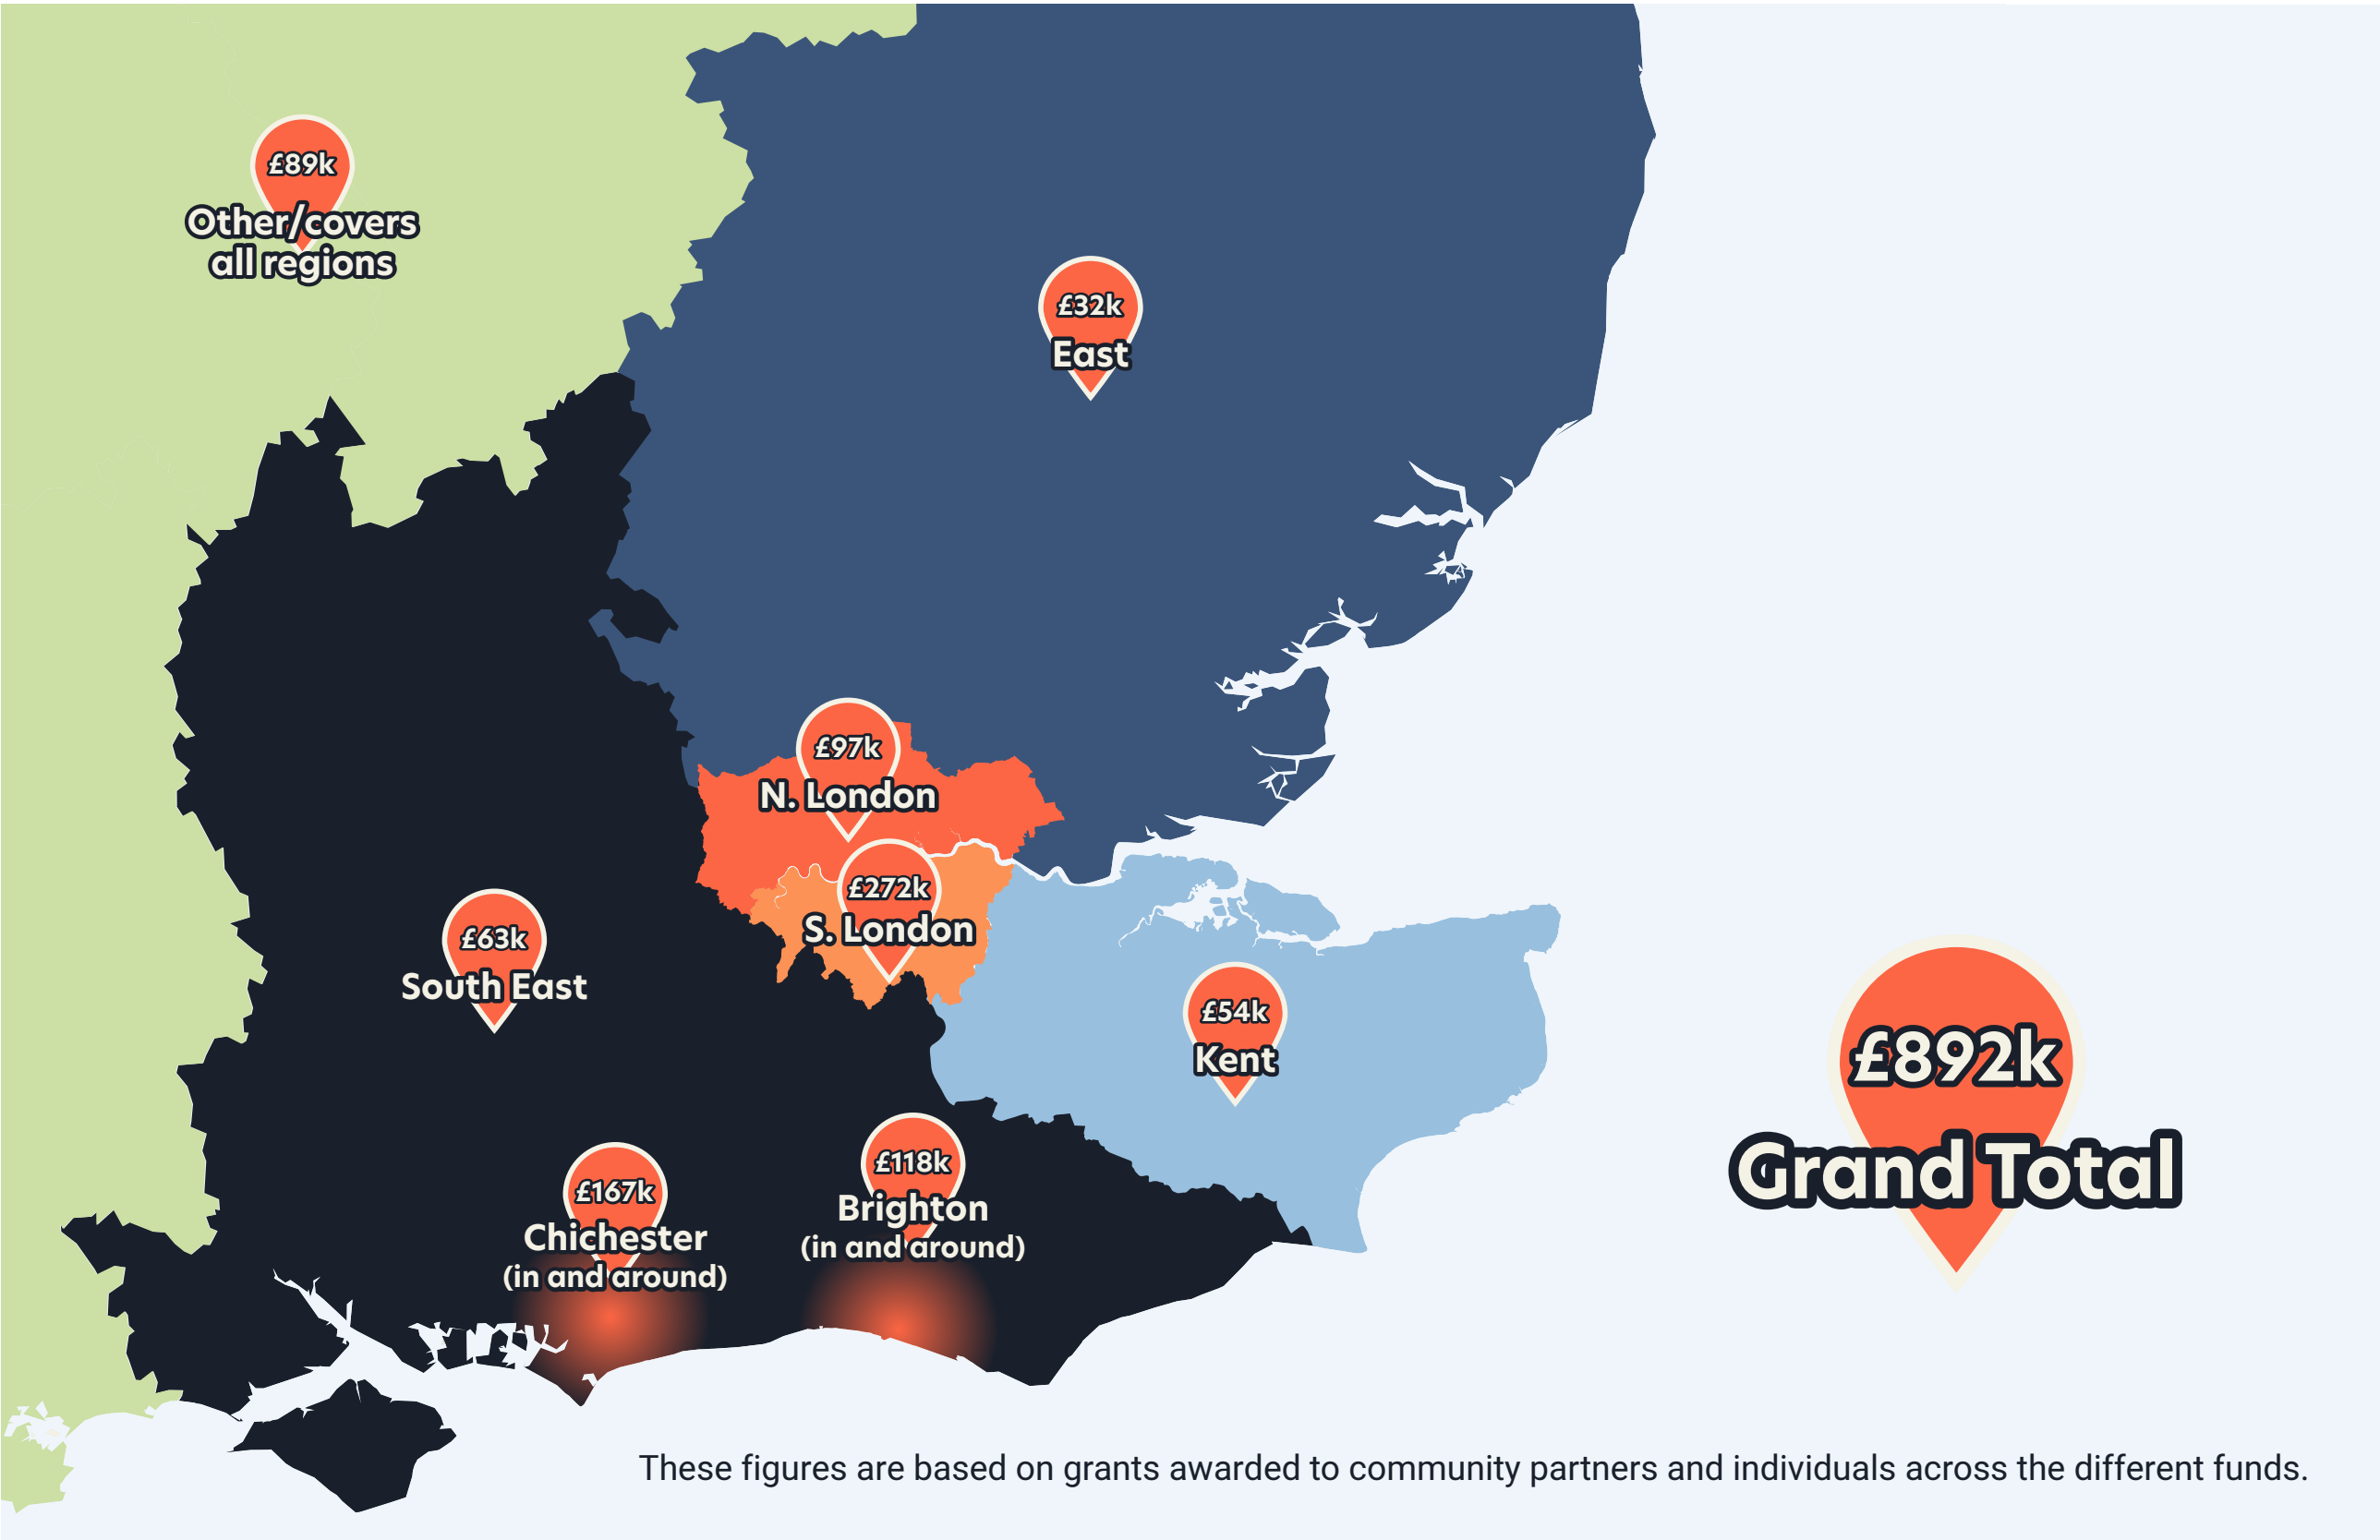 £89k
Other/covers
all regions
£32k
East
£97k
N. London
£272k
S. London
£63k
South East
£54k
Kent
£167k
Chichester
(in and around)
£118k
Brighton
(in and around)
£892k
Grand Total
These figures are based on grants awarded to community partners and individuals across the different funds.